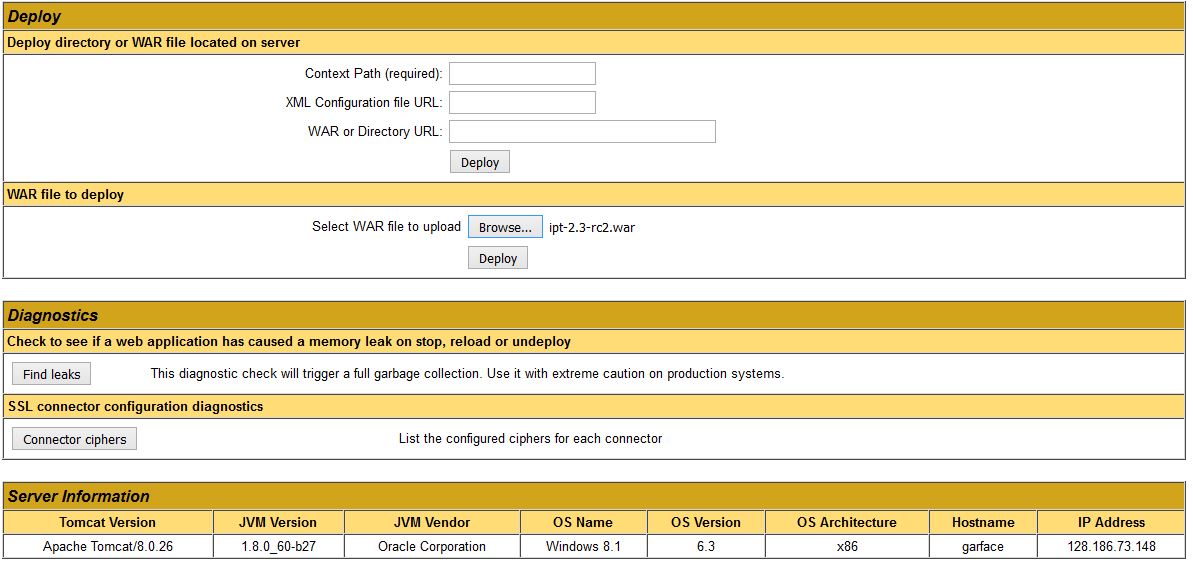 Deploy
Deploy directory or WAR file located on server
Context Path (required):
XML Configuration file URL:
WAR or Directory URL:
Deploy
WAR file to deploy
Select WAR file to upload Browse... ipt-2.3-rc2.war
Deploy
Diagnostics
Check to see if a web application has caused a memory leak on stop, reload or undeploy
Find leaks This diagnostic check will trigger a full garbage collection. Use it with extreme caution on production systems.
SSL connector configuration diagnostics
Connector ciphers List the configured ciphers for each connector
Server Information
Tomcat Version JVM Version JVM Vendor OS Name OS Version OS Architecture Hostname IP Address
Apache Tomcat/8.0.26 1.8.0_60-b27 Oracle Corporation Windows 8.1 6.3 x86 garface 128.186.73.148